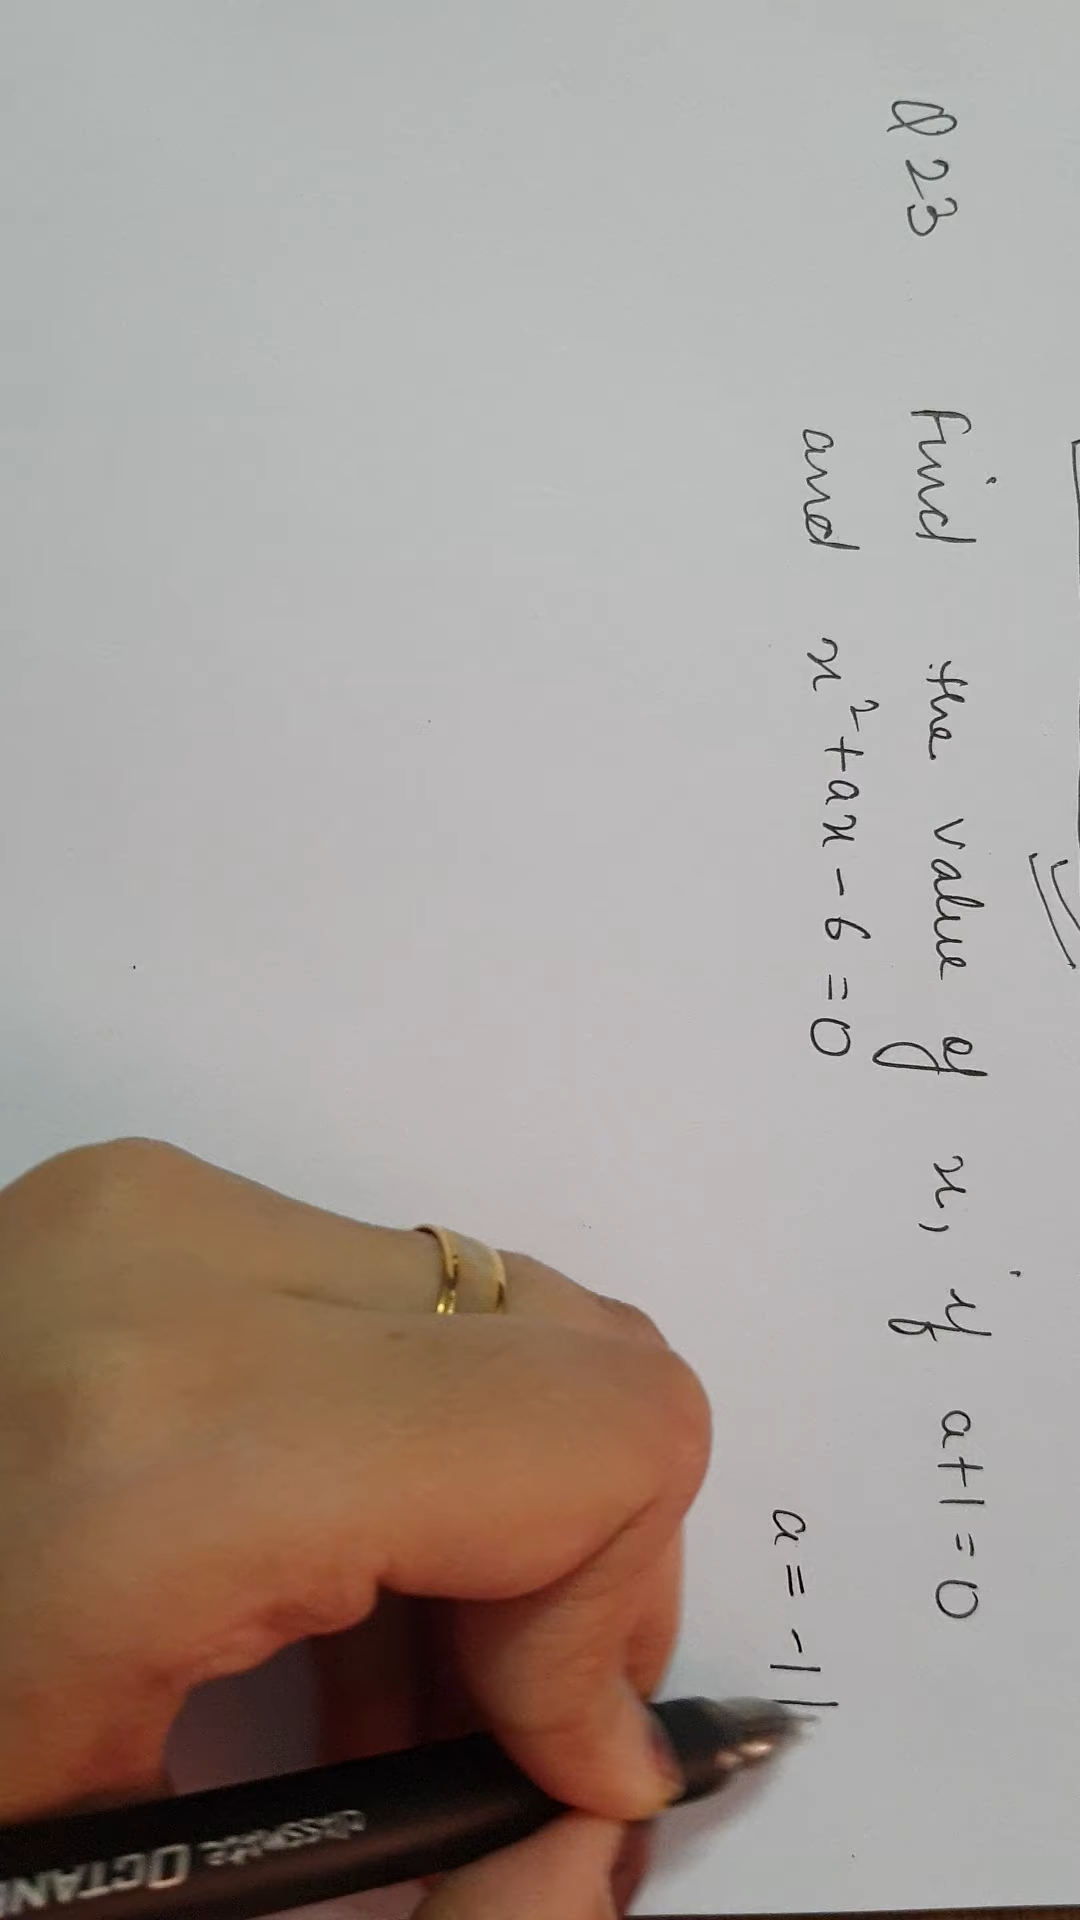 Q 23 Find the value of x, if a+1=0
and x²+ax-6=0
a = -1
classmate OCTANE